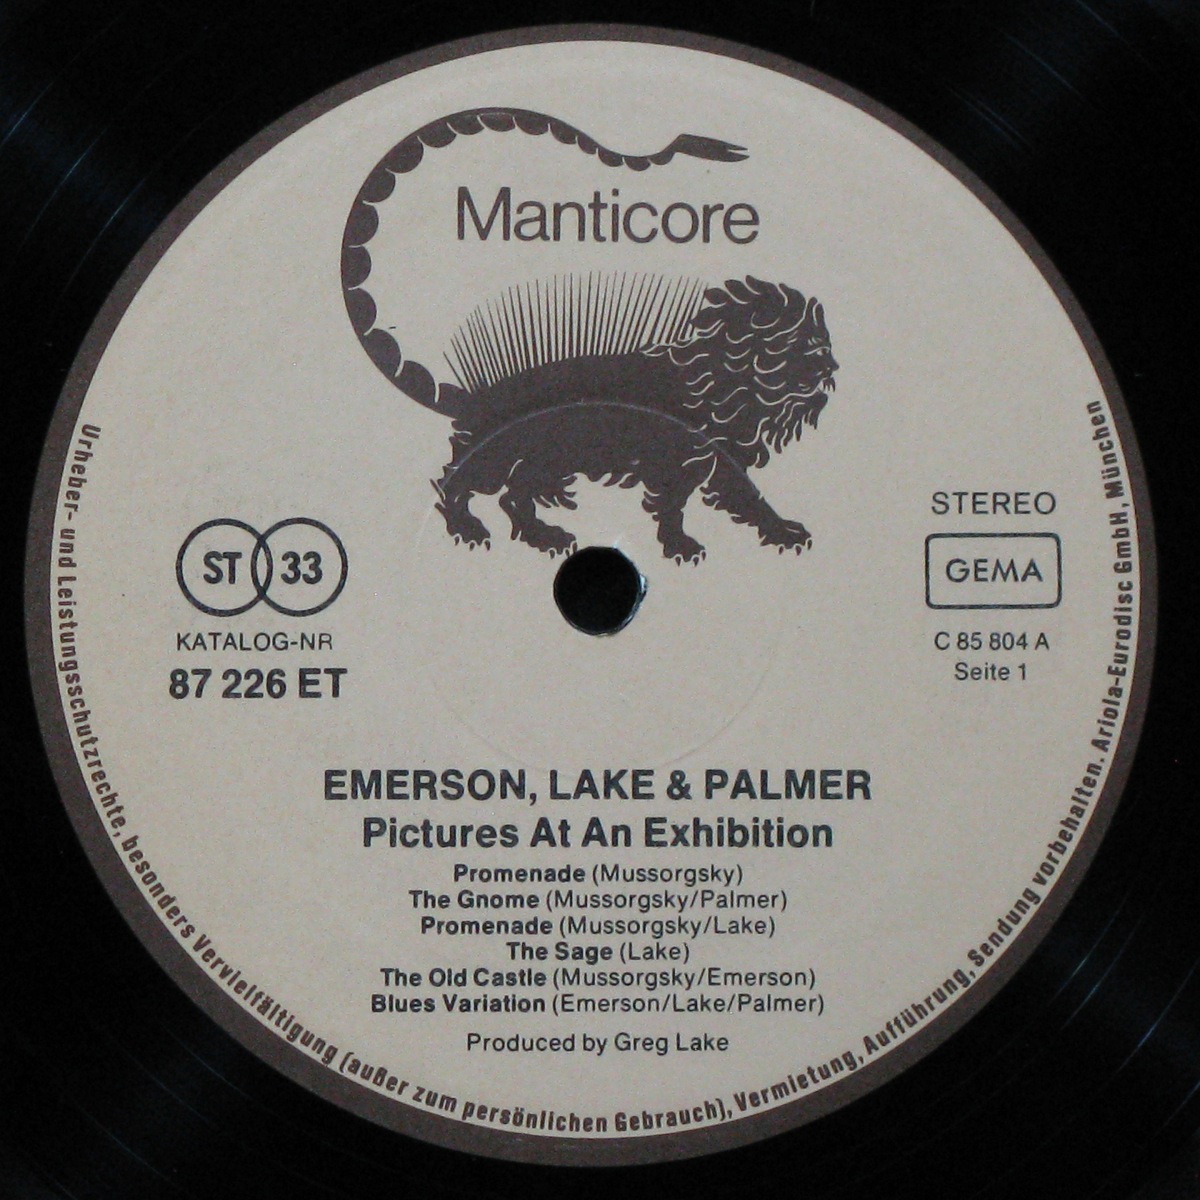 Manticore
STEREO
ST 33
GEMA
KATALOG-NR
87 226 ET
C 85 804 A
Seite 1
EMERSON, LAKE & PALMER
Pictures At An Exhibition
Promenade (Mussorgsky)
The Gnome (Mussorgsky/Palmer)
Promenade (Mussorgsky/Lake)
The Sage (Lake)
The Old Castle (Mussorgsky/Emerson)
Blues Variation (Emerson/Lake/Palmer)
Produced by Greg Lake
Urheber- und Leistungsschutzrechte, besonders Vervielfältigung (außer zum persönlichen Gebrauch), Vermietung, Aufführung, Sendung vorbehalten. Ariola-Eurodisc GmbH, München